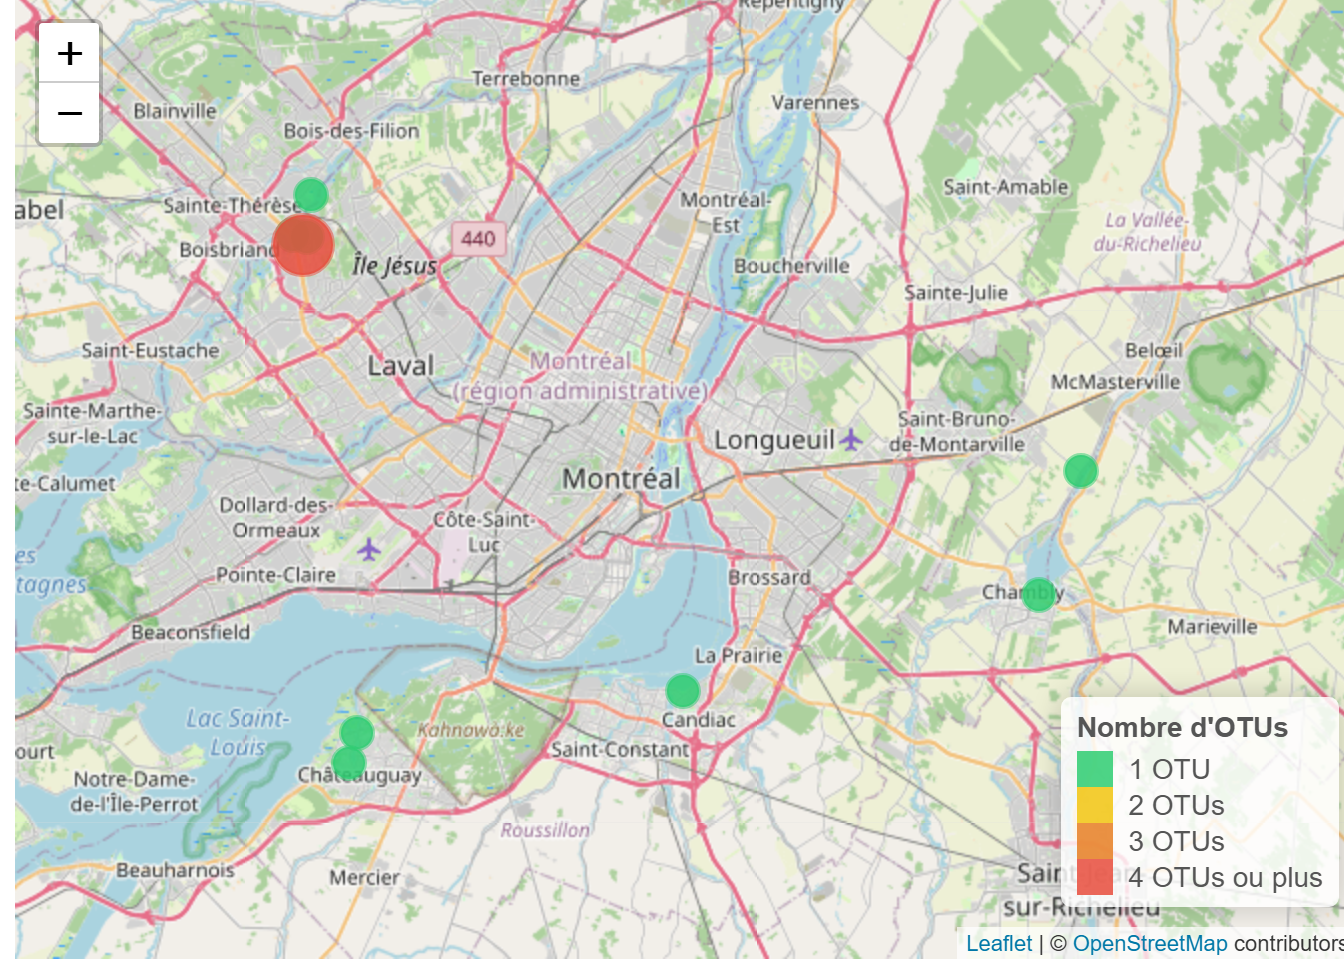 +
−
Repentigny
Terrebonne
Blainville
Varennes
Bois-des-Filion
Saint-Amable
Sainte-Thérèse
Montréal-
Est
abel
La Vallée-
du-Richelieu
440
Boisbriand
Île Jésus
Boucherville
Sainte-Julie
Saint-Eustache
Belœil
Laval
Montréal
(région administrative)
McMasterville
Sainte-Marthe-
sur-le-Lac
Saint-Bruno-
de-Montarville
Longueuil
te-Calumet
Montréal
Dollard-des-
Ormeaux
Côte-Saint-
Luc
es
tagnes
Pointe-Claire
Brossard
Chambly
Beaconsfield
Marieville
La Prairie
Lac Saint-
Louis
Kahnawà:ke
Candiac
ourt
Saint-Constant
Châteauguay
Notre-Dame-
de-l'Île-Perrot
Roussillon
Beauharnois
Mercier
Nombre d'OTUs
1 OTU
2 OTUs
3 OTUs
4 OTUs ou plus
Saint-Jean-
sur-Richelieu
Leaflet | © OpenStreetMap contributors